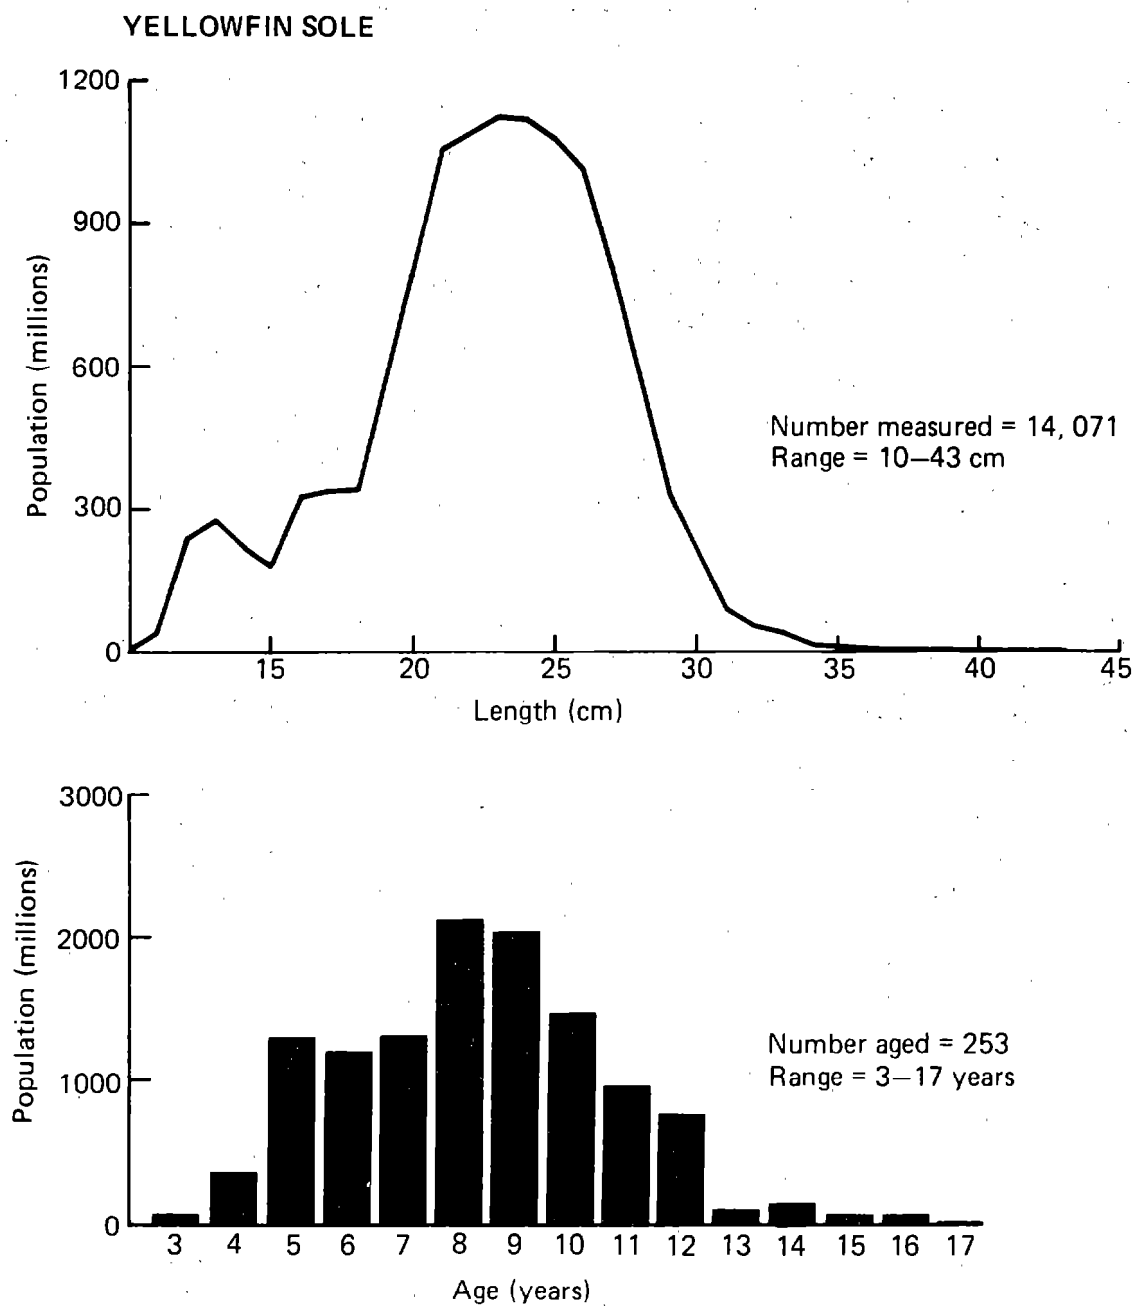 YELLOWFIN SOLE
1200
900
600
300
0
Population (millions)
Number measured = 14, 071
Range = 10–43 cm
15 20 25 30 35 40 45
Length (cm)
3000
2000
1000
0
Population (millions)
Number aged = 253
Range = 3–17 years
3 4 5 6 7 8 9 10 11 12 13 14 15 16 17
Age (years)